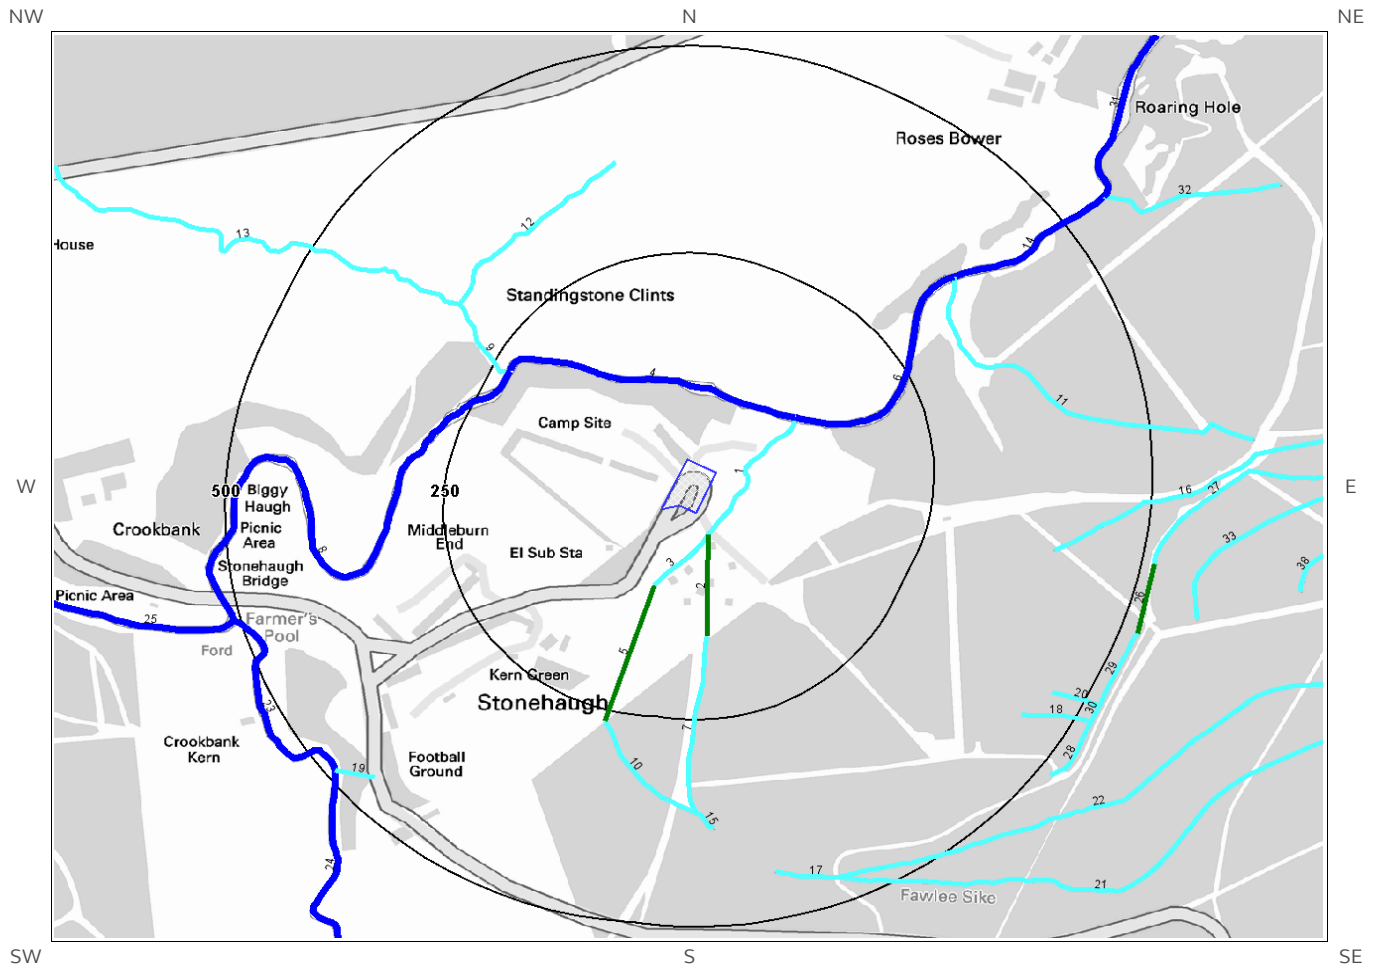 NW
N
NE
31
Roaring Hole
Roses Bower
32
12
13
House
14
Standingstone Clints
9
4
6
11
Camp Site
1
W
500
250
E
Biggy
Haugh
16
27
Crookbank
Picnic
Area
Middleburn
End
8
El Sub Sta
33
Stonehaugh
Bridge
3
38
2
26
Picnic Area
25
Farmer's
Pool
Ford
5
29
Kern Green
20
Stonehaugh
23
18
30
7
Crookbank
Kern
28
Football
Ground
19
10
22
15
24
17
21
Fawlee Sike
SW
S
SE